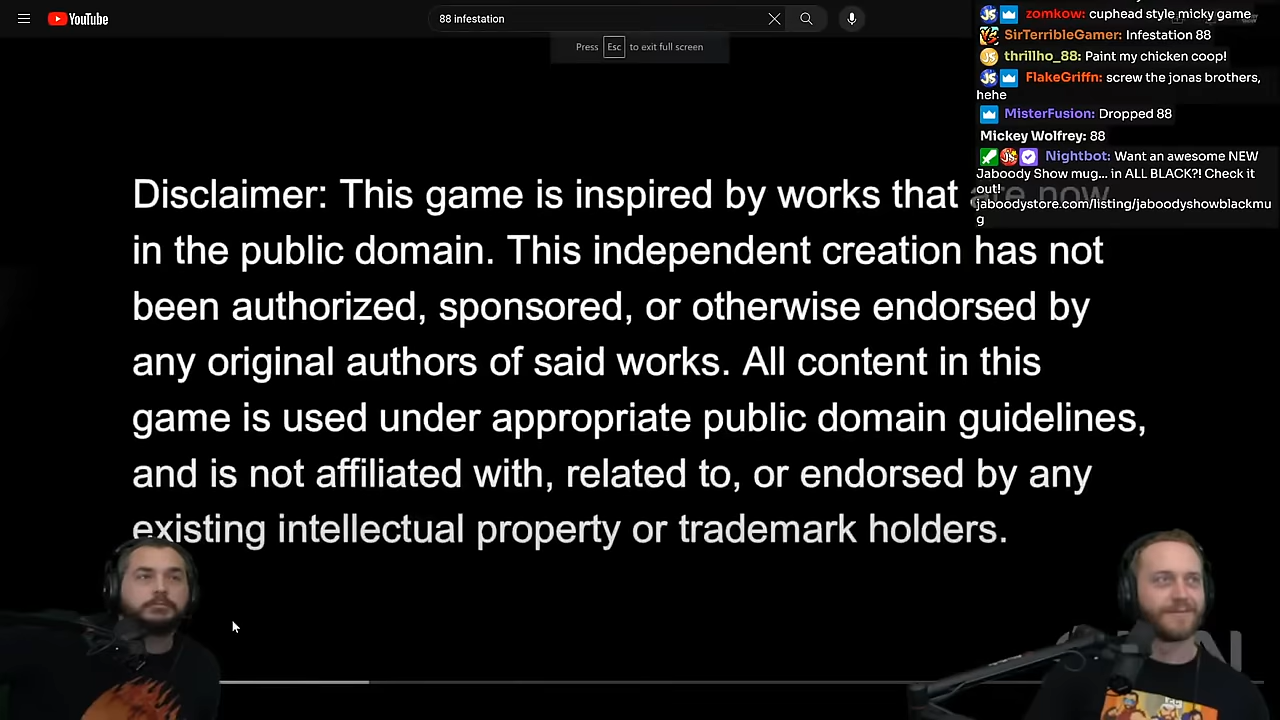 YouTube
88 infestation
Press Esc to exit full screen
zomkow: cuphead style micky game
SirTerribleGamer: Infestation 88
thrillho_88: Paint my chicken coop!
FlakeGriffn: screw the jonas brothers,
hehe
MisterFusion: Dropped 88
Mickey Wolfrey: 88
Nightbot: Want an awesome NEW
Jaboody Show mug... in ALL BLACK?! Check it
out!
jaboodystore.com/listing/jaboodyshowblackmu
g
Disclaimer: This game is inspired by works that are now
in the public domain. This independent creation has not
been authorized, sponsored, or otherwise endorsed by
any original authors of said works. All content in this
game is used under appropriate public domain guidelines,
and is not affiliated with, related to, or endorsed by any
existing intellectual property or trademark holders.